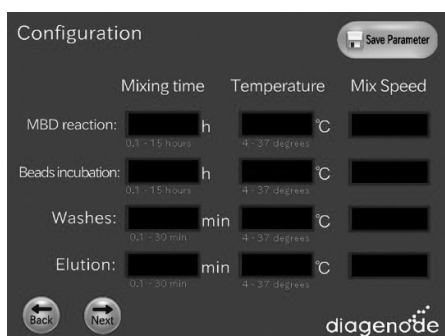 Configuration
Save Parameter
Mixing time Temperature Mix Speed
MBD reaction: h °C
0.1 - 15 hours 4 - 37 degrees
Beads incubation: h °C
0.1 - 15 hours 4 - 37 degrees
Washes: min °C
0.1 - 30 min 4 - 37 degrees
Elution: min °C
0.1 - 30 min 4 - 37 degrees
Back Next
diagenode